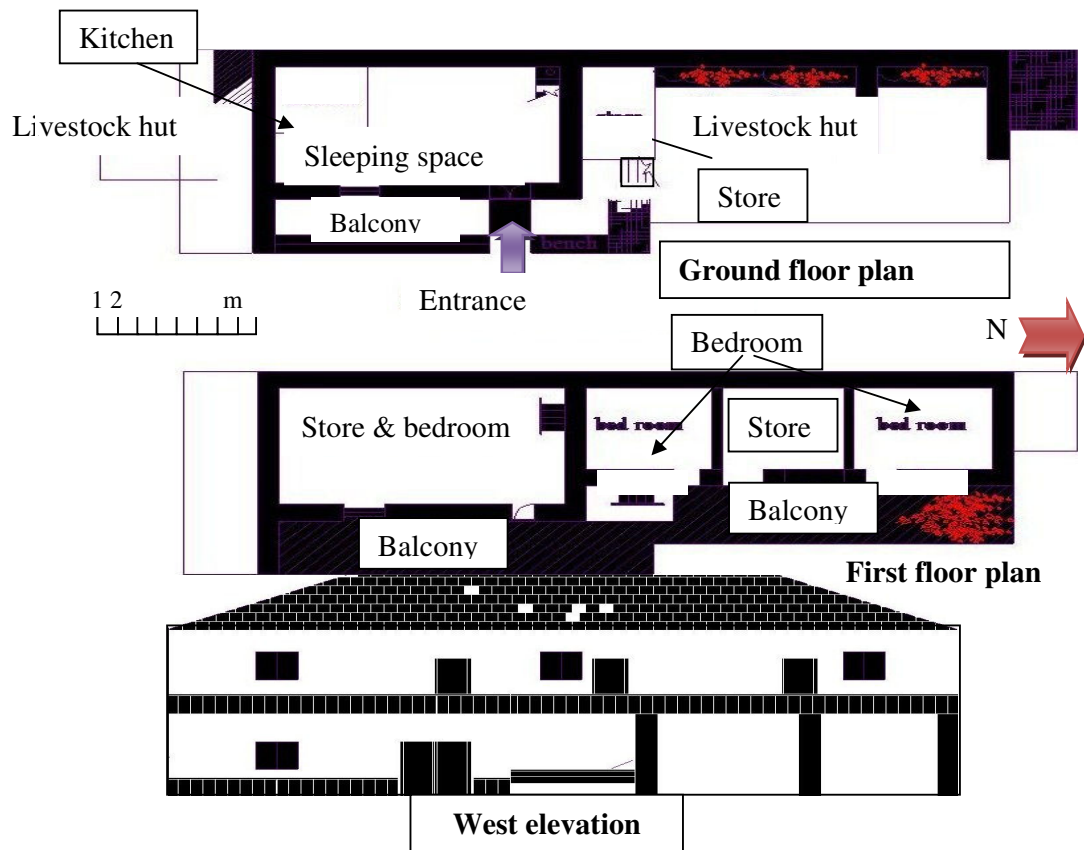 Kitchen
Livestock hut
Sleeping space
Livestock hut
Store
Balcony
bench
Ground floor plan
Entrance
1 2 m
N
Bedroom
Store & bedroom
bed room
Store
bed room
Balcony
Balcony
First floor plan
West elevation